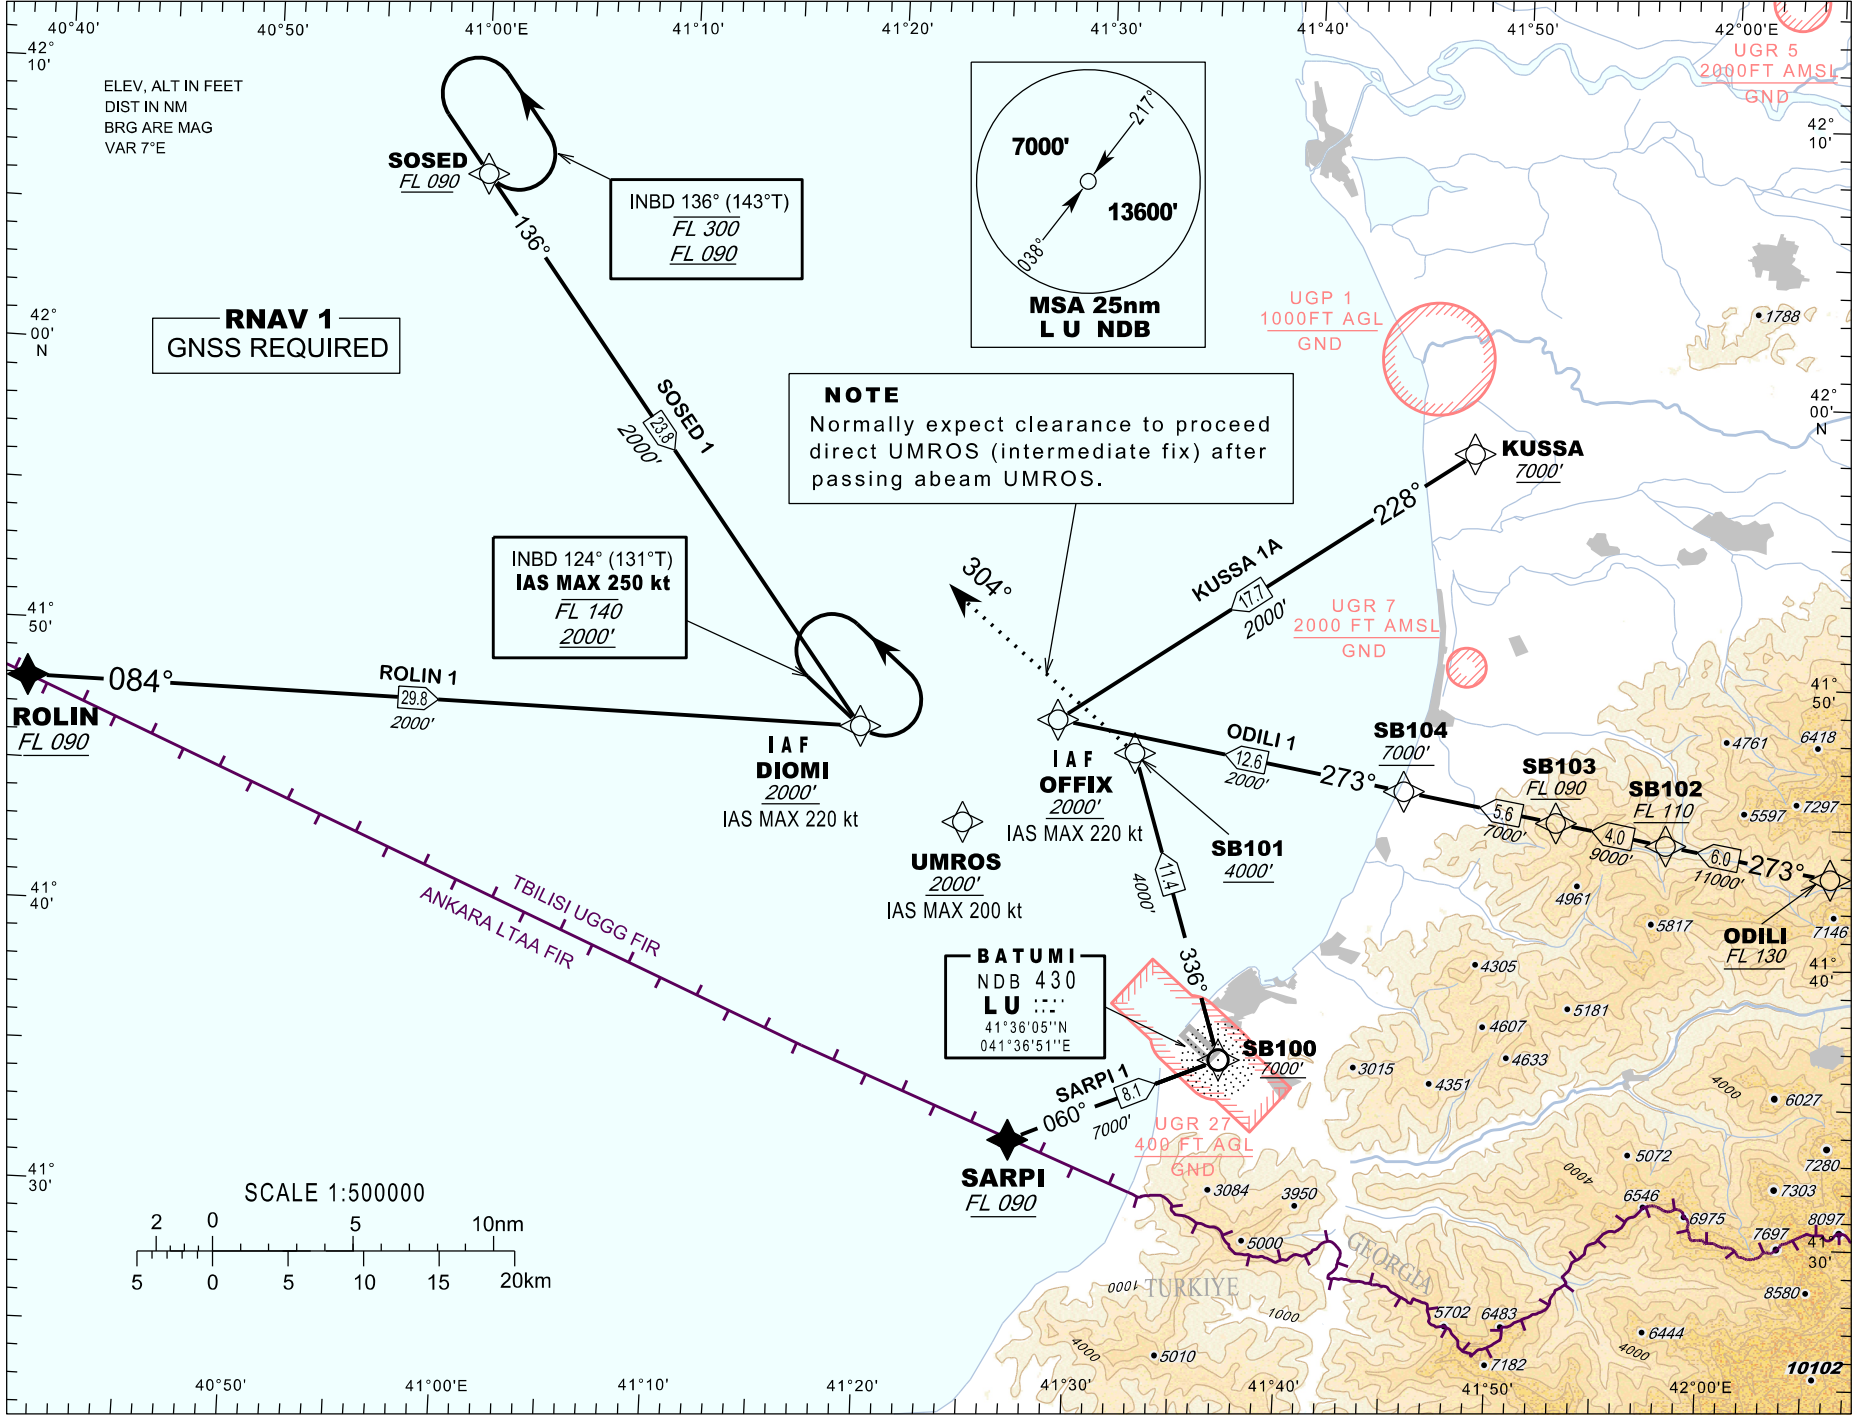 40°40'
40°50'
41°00'E
41°10'
41°20'
41°30'
41°40'
41°50'
42°00'E
42°
10'
ELEV, ALT IN FEET
DIST IN NM
BRG ARE MAG
VAR 7°E
SOSED
FL 090
136°
INBD 136° (143°T)
FL 300
FL 090
7000'
217°
13600'
038°
MSA 25nm
L U NDB
UGR 5
2000FT AMSL
GND
42°
10'
RNAV 1
GNSS REQUIRED
42°
00'
N
UGP 1
1000FT AGL
GND
1788
42°
00'
N
SOSED 1
23.8
2000'
NOTE
Normally expect clearance to proceed
direct UMROS (intermediate fix) after
passing abeam UMROS.
KUSSA
7000'
228°
KUSSA 1A
17.7
2000'
INBD 124° (131°T)
IAS MAX 250 kt
FL 140
2000'
304°
UGR 7
2000 FT AMSL
GND
41°
50'
084°
ROLIN 1
29.8
2000'
ROLIN
FL 090
IAF
DIOMI
2000'
IAS MAX 220 kt
IAF
OFFIX
2000'
IAS MAX 220 kt
ODILI 1
12.6
2000'
273°
SB104
7000'
SB103
FL 090
SB102
FL 110
5.6
7000'
4.0
9000'
6.0
11000'
273°
ODILI
FL 130
41°
50'
4761
6418
5597
7297
4961
5817
7146
UMROS
2000'
IAS MAX 200 kt
SB101
4000'
11.4
4000'
336°
41°
40'
TBILISI UGGG FIR
ANKARA LTAA FIR
BATUMI
NDB 430
LU
41°36'05''N
041°36'51''E
SB100
7000'
SARPI 1
8.1
060°
7000'
UGR 27
400 FT AGL
GND
SARPI
FL 090
41°
40'
4305
5181
4607
4633
3015
4351
4000
6027
5072
7280
4000
6546
7303
6975
7697
8097
41°
30'
41°
30'
3084
3950
5000
GEORGIA
TURKIYE
1000
1000
5702
6483
8580
6444
4000
7182
10102
4000
5010
SCALE 1:500000
2
0
5
10nm
5
0
5
10
15
20km
40°50'
41°00'E
41°10'
41°20'
41°30'
41°40'
41°50'
42°00'E